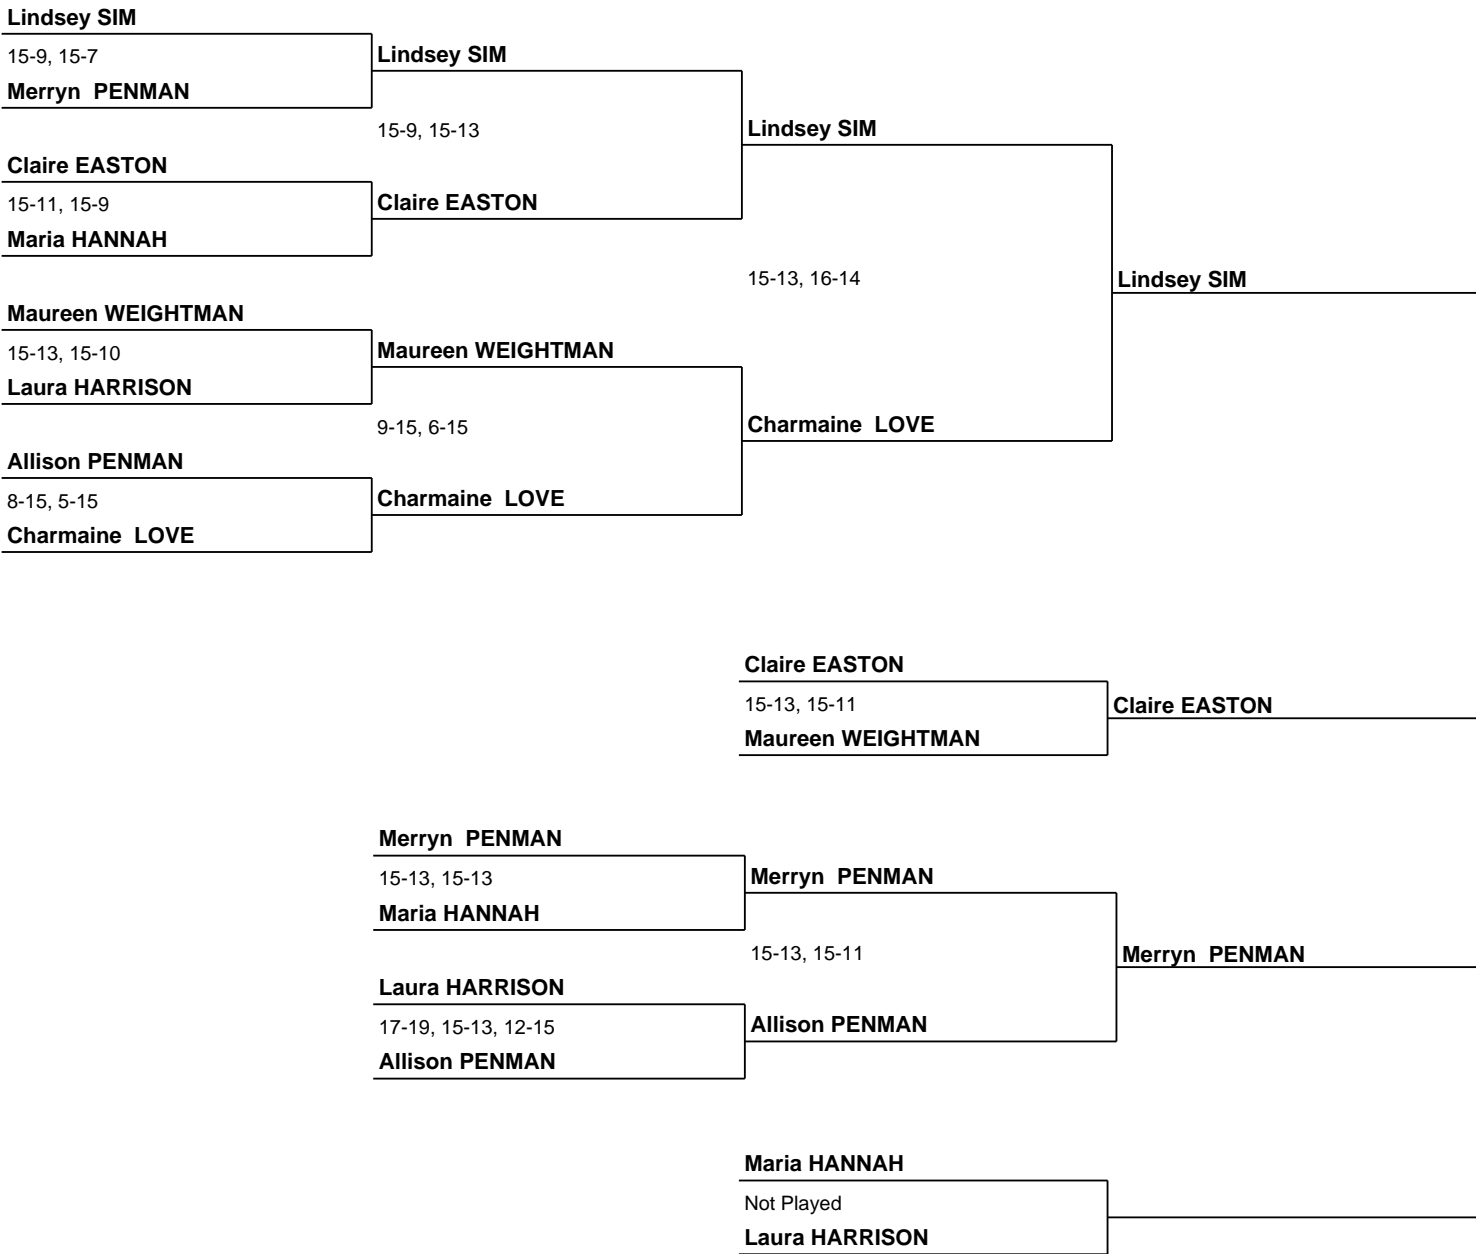 Lindsey SIM
15-9, 15-7
Lindsey SIM
Merryn  PENMAN
15-9, 15-13
Lindsey SIM
Claire EASTON
15-11, 15-9
Claire EASTON
Maria HANNAH
15-13, 16-14
Lindsey SIM
Maureen WEIGHTMAN
15-13, 15-10
Maureen WEIGHTMAN
Laura HARRISON
9-15, 6-15
Charmaine  LOVE
Allison PENMAN
8-15, 5-15
Charmaine  LOVE
Charmaine  LOVE
Claire EASTON
15-13, 15-11
Claire EASTON
Maureen WEIGHTMAN
Merryn  PENMAN
15-13, 15-13
Merryn  PENMAN
Maria HANNAH
15-13, 15-11
Merryn  PENMAN
Laura HARRISON
17-19, 15-13, 12-15
Allison PENMAN
Allison PENMAN
Maria HANNAH
Not Played
Laura HARRISON